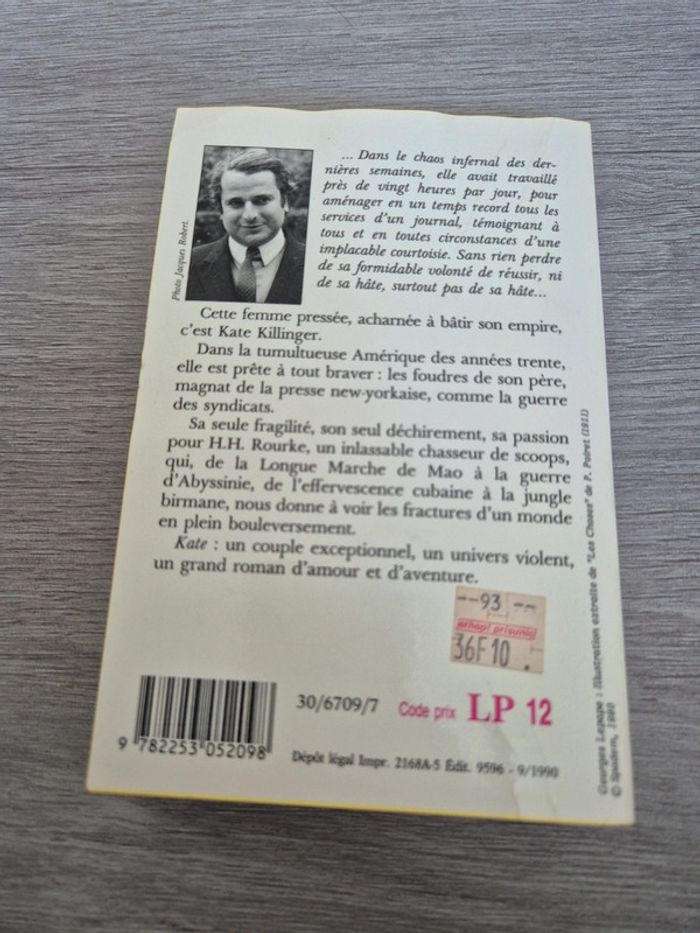 ... Dans le chaos infernal des der-
nières semaines, elle avait travaillé
près de vingt heures par jour, pour
aménager en un temps record tous les
services d'un journal, témoignant à
tous et en toutes circonstances d'une
implacable courtoisie. Sans rien perdre
de sa formidable volonté de réussir, ni
de sa hâte, surtout pas de sa hâte...
Photo Jacques Robert.
Cette femme pressée, acharnée à bâtir son empire,
c'est Kate Killinger.
Dans la tumultueuse Amérique des années trente,
elle est prête à tout braver : les foudres de son père,
magnat de la presse new-yorkaise, comme la guerre
des syndicats.
Sa seule fragilité, son seul déchirement, sa passion
pour H.H. Rourke, un inlassable chasseur de scoops,
qui, de la Longue Marche de Mao à la guerre
d'Abyssinie, de l'effervescence cubaine à la jungle
birmane, nous donne à voir les fractures d'un monde
en plein bouleversement.
Kate : un couple exceptionnel, un univers violent,
un grand roman d'amour et d'aventure.
--93 --
prisunic
36F10 .
30/6709/7 Code prix LP 12
9 782253 052098
Dépôt légal Impr. 2168A-5 Édit. 9596 - 9/1990
Georges Lepape : Illustration extraite de "Les Choses" de P. Poiret (1911)
© Spadem, 1990